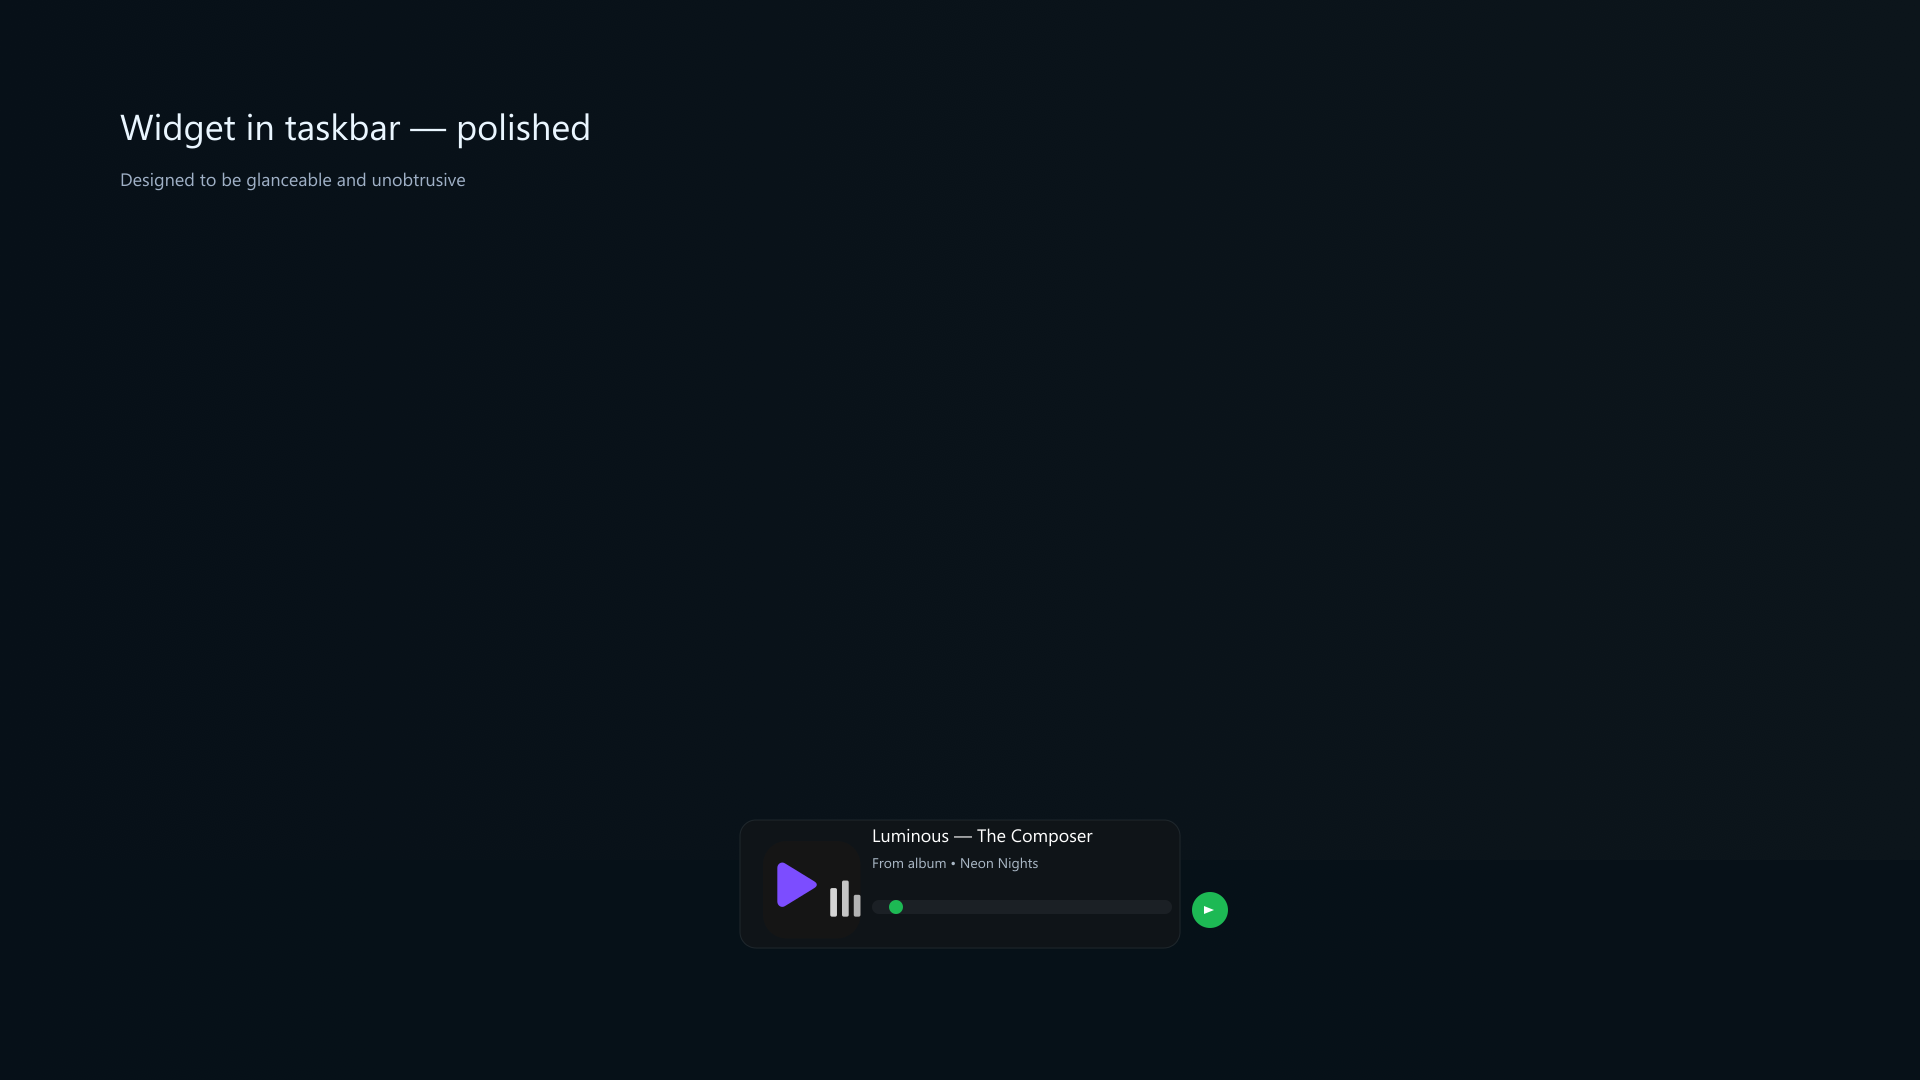 Widget in taskbar — polished
Designed to be glanceable and unobtrusive
Luminous — The Composer
From album • Neon Nights